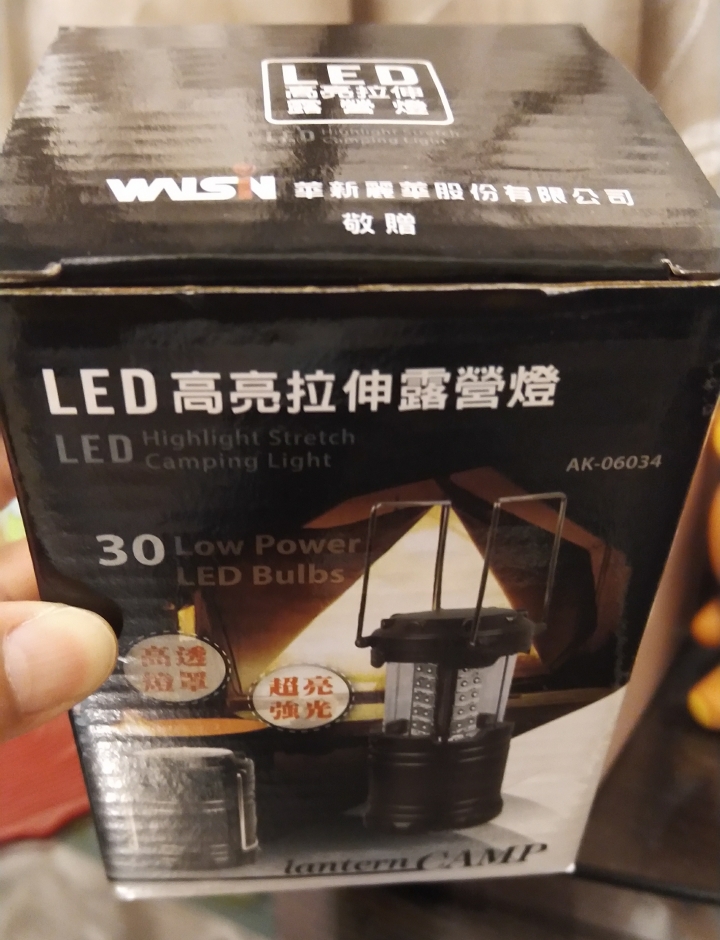 LED
高亮拉伸
露營燈
LED Highlight Stretch
Camping Light
WALSIN 華新麗華股份有限公司
敬贈
LED 高亮拉伸露營燈
LED Highlight Stretch
Camping Light
AK-06034
30 Low Power
LED Bulbs
高透
燈罩
超亮
強光
lantern CAMP